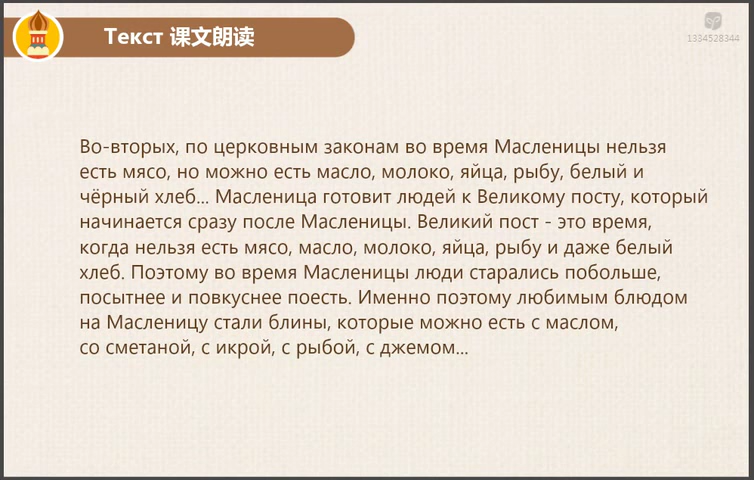 Текст 课文朗读
1334528344
Во-вторых, по церковным законам во время Масленицы нельзя
есть мясо, но можно есть масло, молоко, яйца, рыбу, белый и
чёрный хлеб... Масленица готовит людей к Великому посту, который
начинается сразу после Масленицы. Великий пост - это время,
когда нельзя есть мясо, масло, молоко, яйца, рыбу и даже белый
хлеб. Поэтому во время Масленицы люди старались побольше,
посытнее и повкуснее поесть. Именно поэтому любимым блюдом
на Масленицу стали блины, которые можно есть с маслом,
со сметаной, с икрой, с рыбой, с джемом...